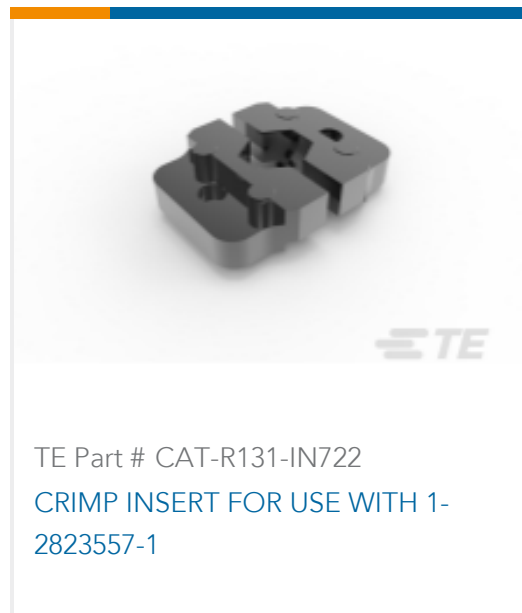 TE
TE Part # CAT-R131-IN722
CRIMP INSERT FOR USE WITH 1-
2823557-1